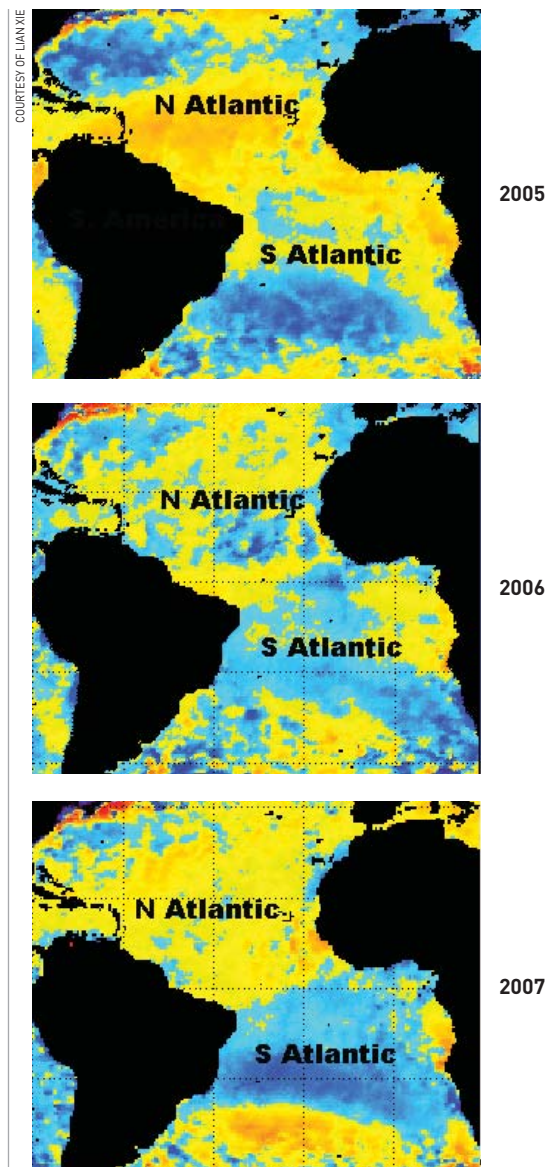 COURTESY OF LIAN XIE
N Atlantic
S. America
S Atlantic
2005
N Atlantic
S Atlantic
2006
N Atlantic
S Atlantic
2007